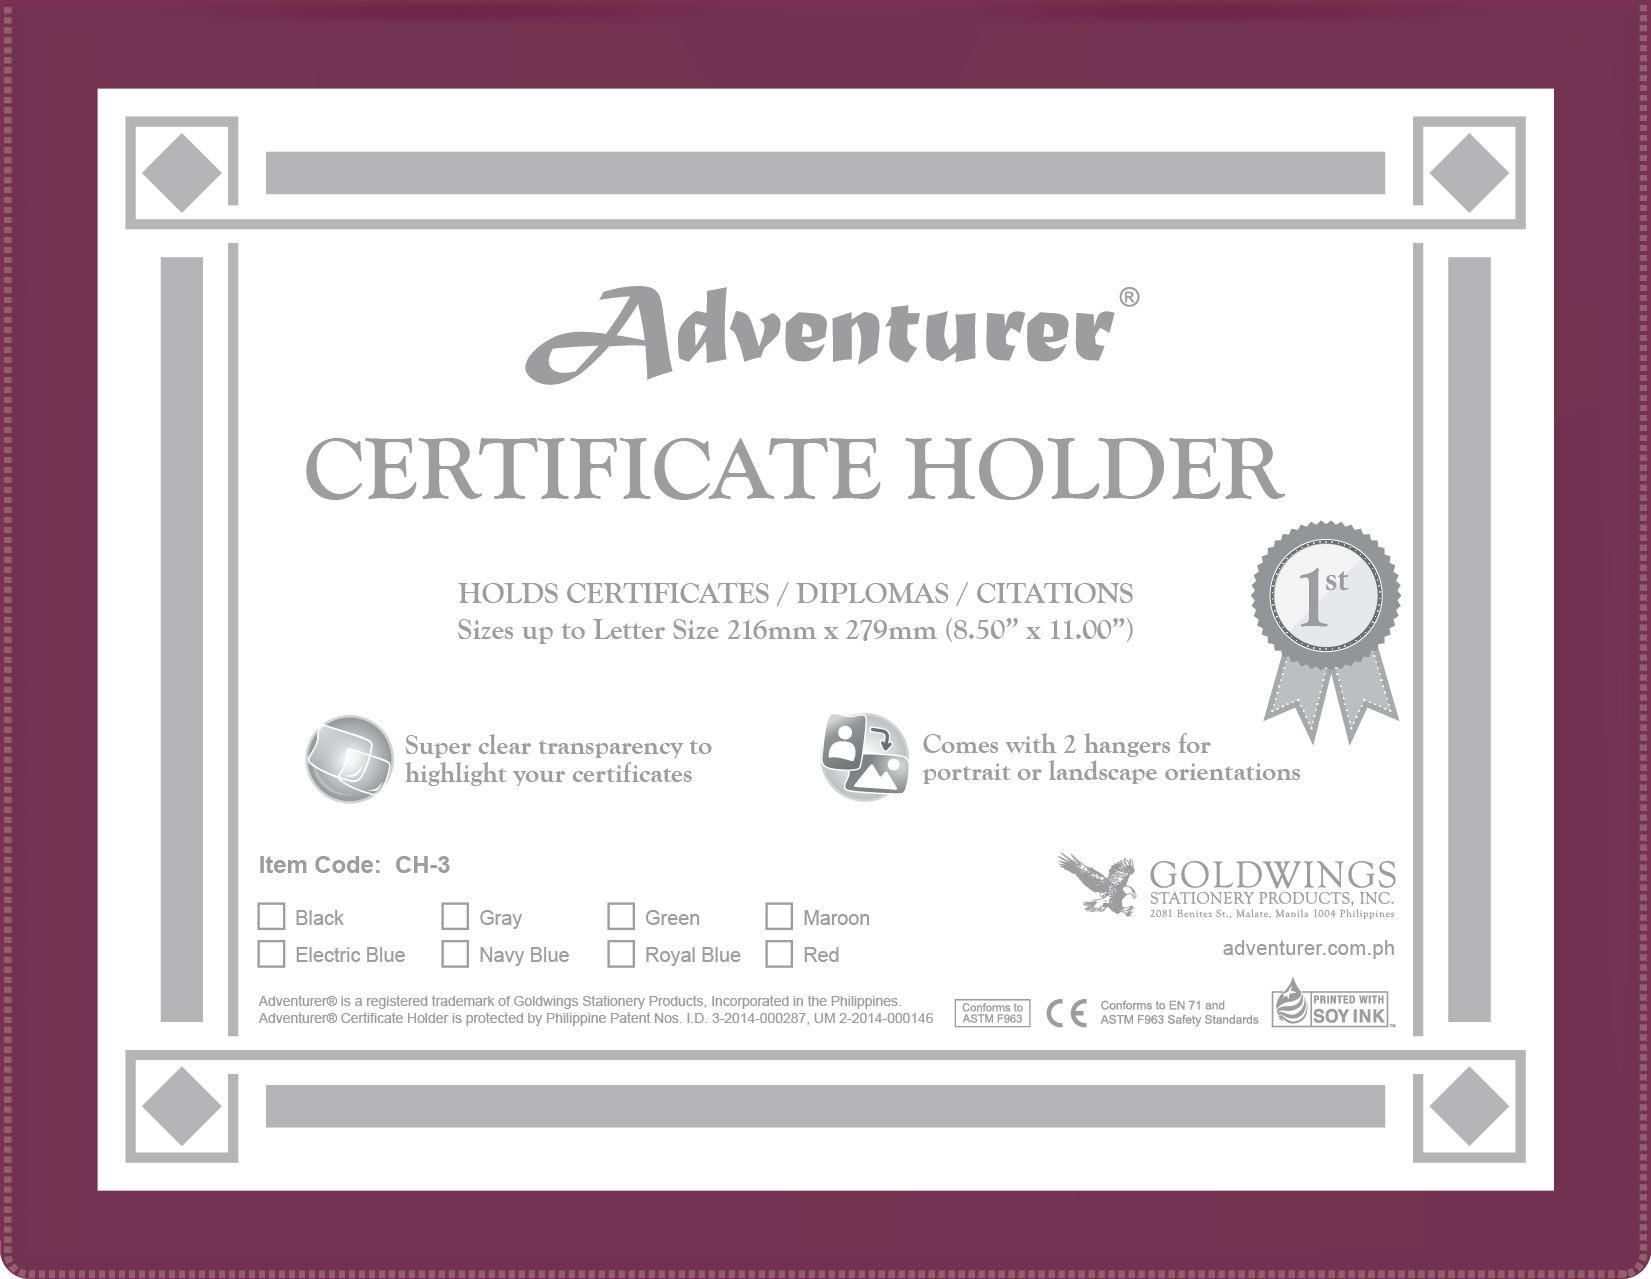 Adventurer®
CERTIFICATE HOLDER
HOLDS CERTIFICATES / DIPLOMAS / CITATIONS
Sizes up to Letter Size 216mm x 279mm (8.50” x 11.00”)
1st
Super clear transparency to
highlight your certificates
Comes with 2 hangers for
portrait or landscape orientations
Item Code: CH-3
Black Gray Green Maroon
Electric Blue Navy Blue Royal Blue Red
GOLDWINGS
STATIONERY PRODUCTS, INC.
2081 Benitez St., Malate, Manila 1004 Philippines
adventurer.com.ph
Adventurer® is a registered trademark of Goldwings Stationery Products, Incorporated in the Philippines.
Adventurer® Certificate Holder is protected by Philippine Patent Nos. I.D. 3-2014-000287, UM 2-2014-000146
Conforms to
ASTM F963
CE
Conforms to EN 71 and
ASTM F963 Safety Standards
PRINTED WITH
SOY INK™